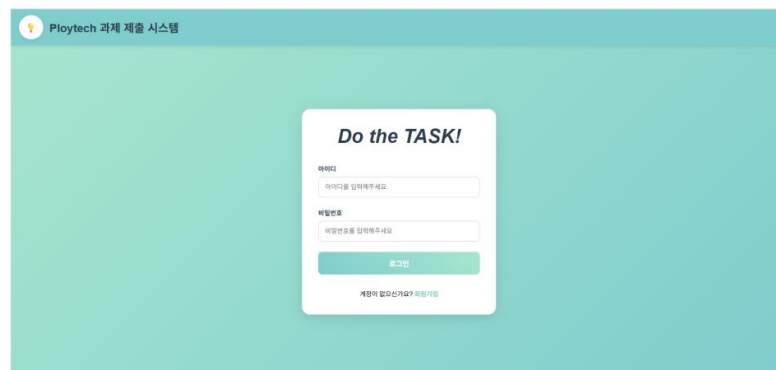 Ploytech 과제 제출 시스템
Do the TASK!
아이디
아이디를 입력해주세요
비밀번호
비밀번호를 입력해주세요
로그인
계정이 없으신가요? 회원가입